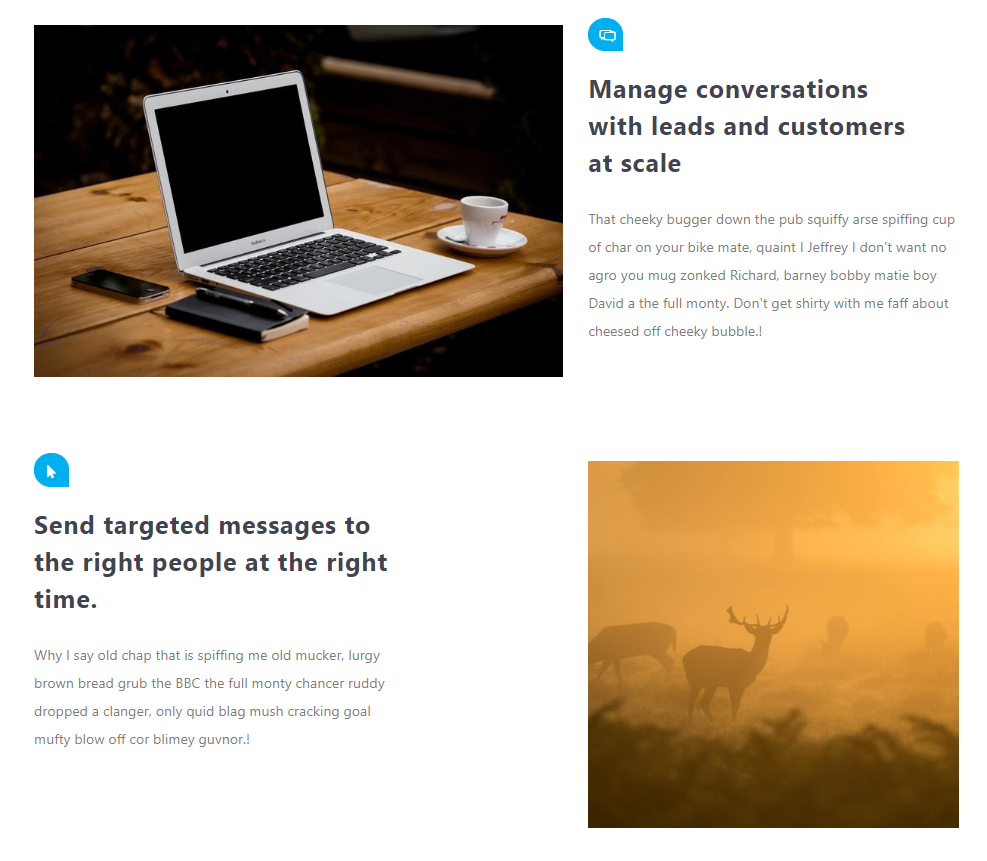 Manage conversations
with leads and customers
at scale
That cheeky bugger down the pub squiffy arse spiffing cup
of char on your bike mate, quaint I Jeffrey I don't want no
agro you mug zonked Richard, barney bobby matie boy
David a the full monty. Don't get shirty with me faff about
cheesed off cheeky bubble.!
Send targeted messages to
the right people at the right
time.
Why I say old chap that is spiffing me old mucker, lurgy
brown bread grub the BBC the full monty chancer ruddy
dropped a clanger, only quid blag mush cracking goal
mufty blow off cor blimey guvnor.!